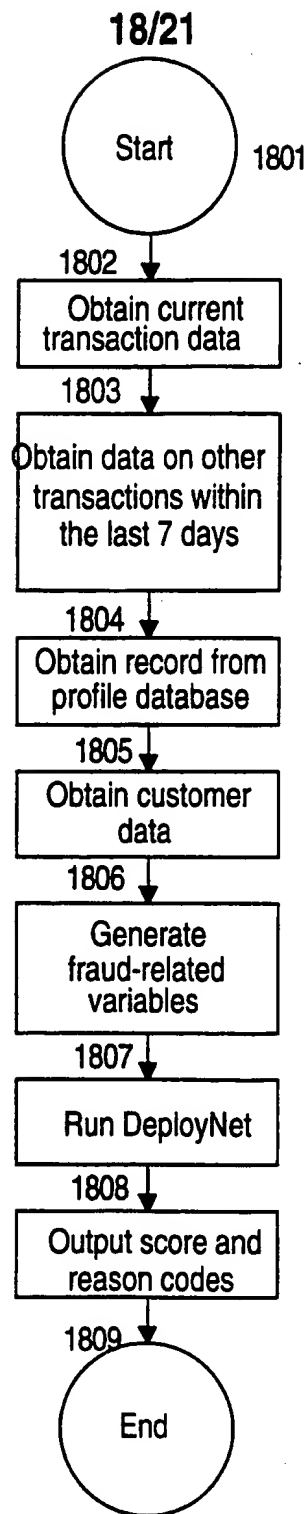 18/21
Start
1801
1802
Obtain current
transaction data
1803
Obtain data on other
transactions within
the last 7 days
1804
Obtain record from
profile database
1805
Obtain customer
data
1806
Generate
fraud-related
variables
1807
Run DeployNet
1808
Output score and
reason codes
1809
End